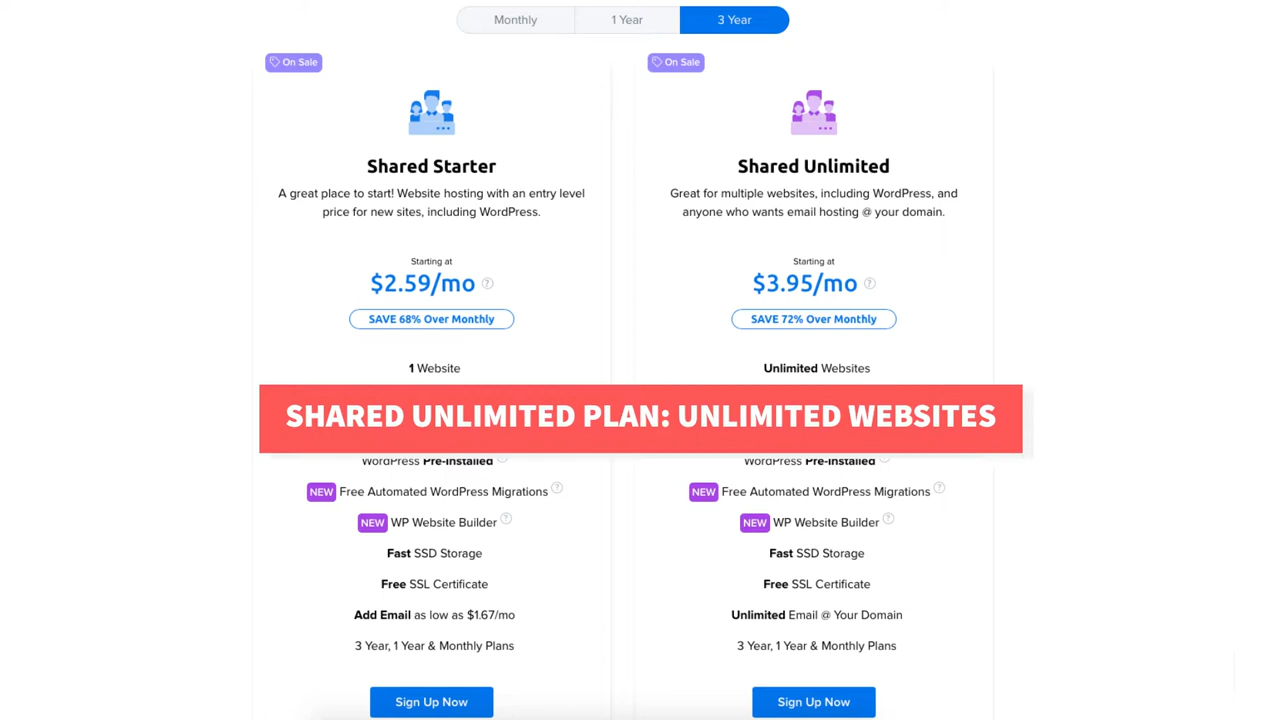 Monthly 1 Year 3 Year
On Sale
Shared Starter
A great place to start! Website hosting with an entry level
price for new sites, including WordPress.
Starting at
$2.59/mo ?
SAVE 68% Over Monthly
1 Website
On Sale
Shared Unlimited
Great for multiple websites, including WordPress, and
anyone who wants email hosting @ your domain.
Starting at
$3.95/mo ?
SAVE 72% Over Monthly
Unlimited Websites
SHARED UNLIMITED PLAN: UNLIMITED WEBSITES
WordPress Pre-installed
NEW Free Automated WordPress Migrations ?
NEW WP Website Builder ?
Fast SSD Storage
Free SSL Certificate
Add Email as low as $1.67/mo
3 Year, 1 Year & Monthly Plans
Sign Up Now
WordPress Pre-installed
NEW Free Automated WordPress Migrations ?
NEW WP Website Builder ?
Fast SSD Storage
Free SSL Certificate
Unlimited Email @ Your Domain
3 Year, 1 Year & Monthly Plans
Sign Up Now